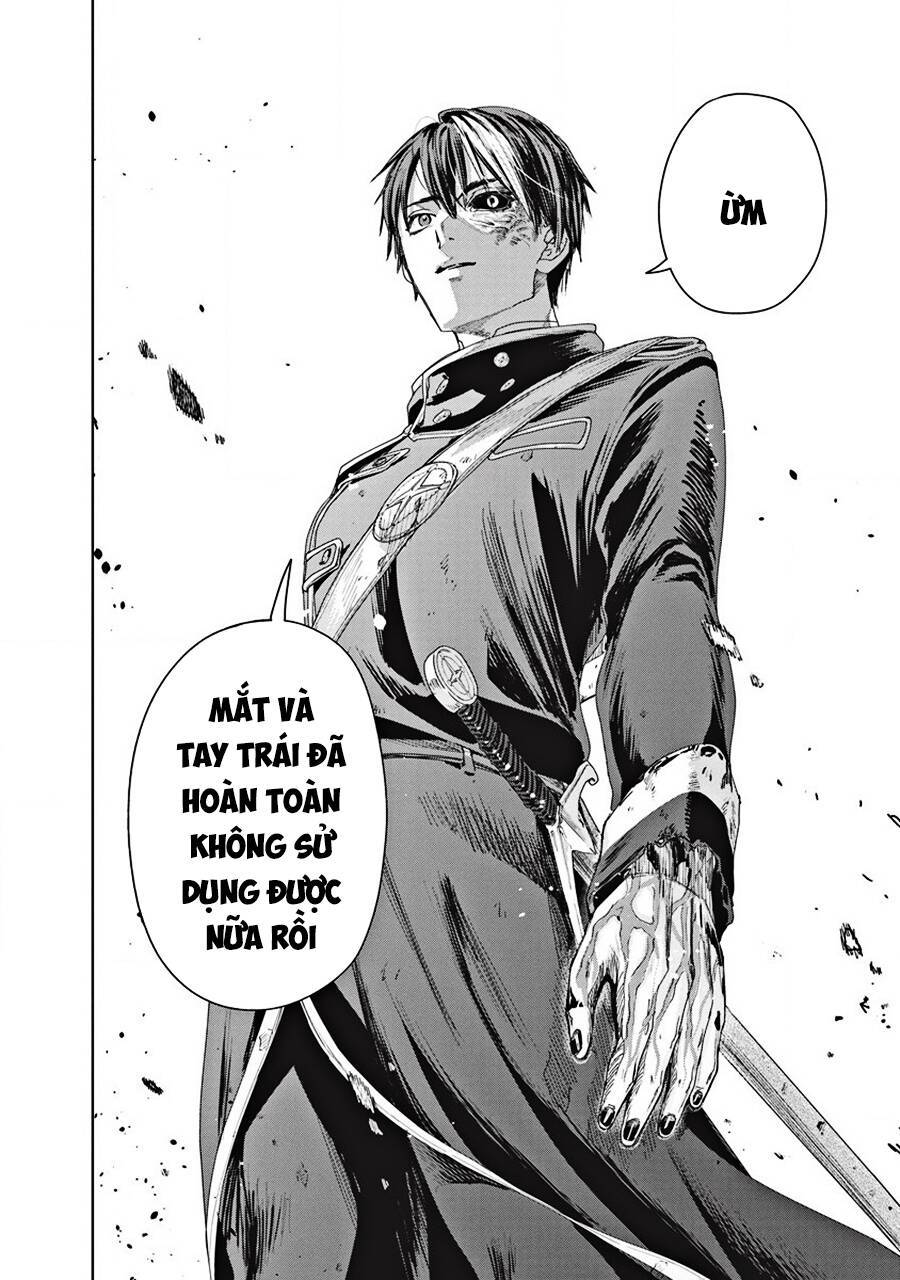 ỪM
MẮT VÀ
TAY TRÁI ĐÃ
HOÀN TOÀN
KHÔNG SỬ
DỤNG ĐƯỢC
NỮA RỒI